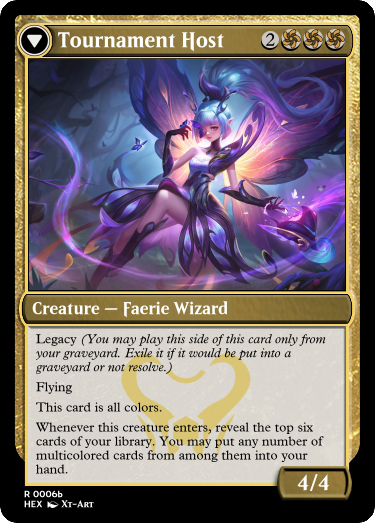 Tournament Host 2
Creature — Faerie Wizard
Legacy (You may play this side of this card only from
your graveyard. Exile it if it would be put into a
graveyard or not resolve.)
Flying
This card is all colors.
Whenever this creature enters, reveal the top six
cards of your library. You may put any number of
multicolored cards from among them into your
hand.
4/4
R 0006b
HEX Xt-Art